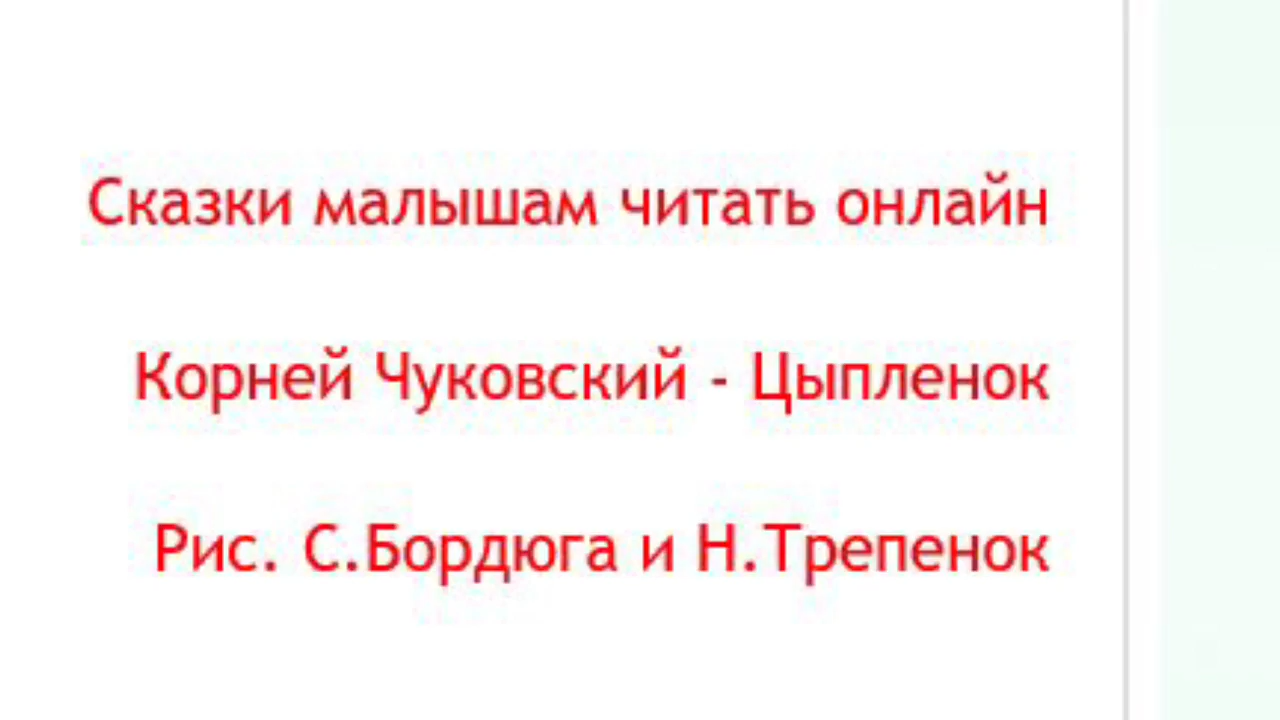 Сказки малышам читать онлайн
Корней Чуковский - Цыпленок
Рис. С.Бордюга и Н.Трепенок